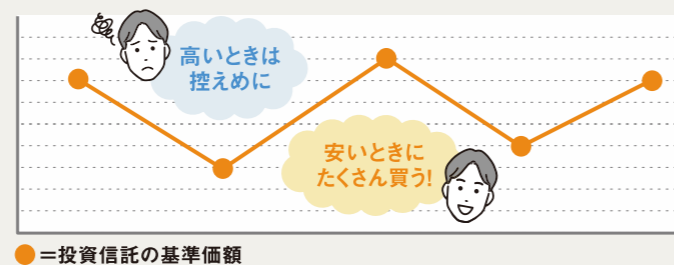 高いときは
控えめに
安いときに
たくさん買う!
＝投資信託の基準価額